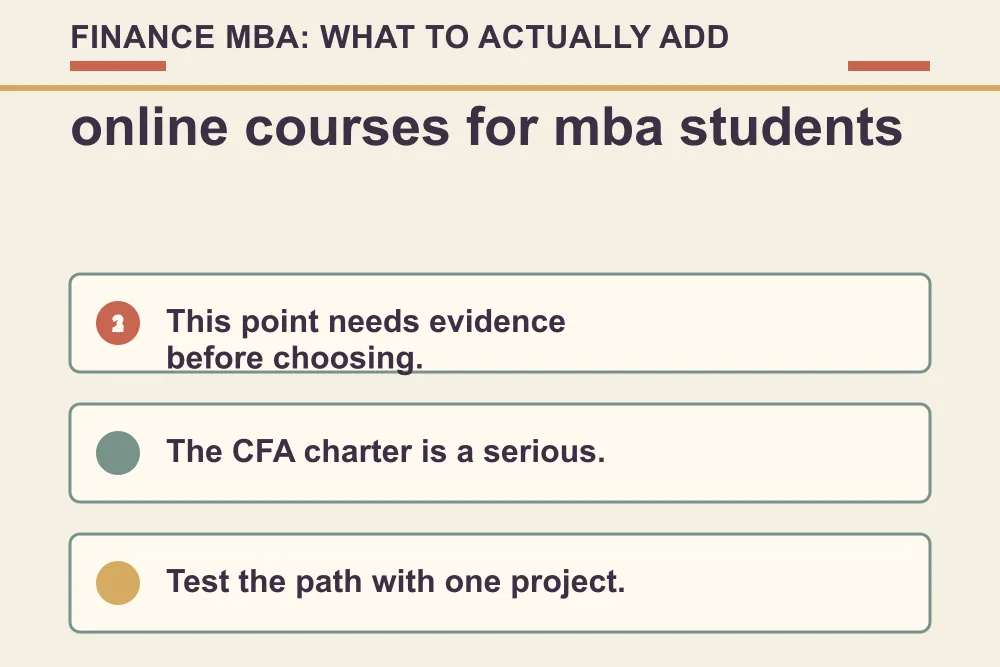 FINANCE MBA: WHAT TO ACTUALLY ADD
online courses for mba students
This point needs evidence
before choosing.
The CFA charter is a serious.
Test the path with one project.